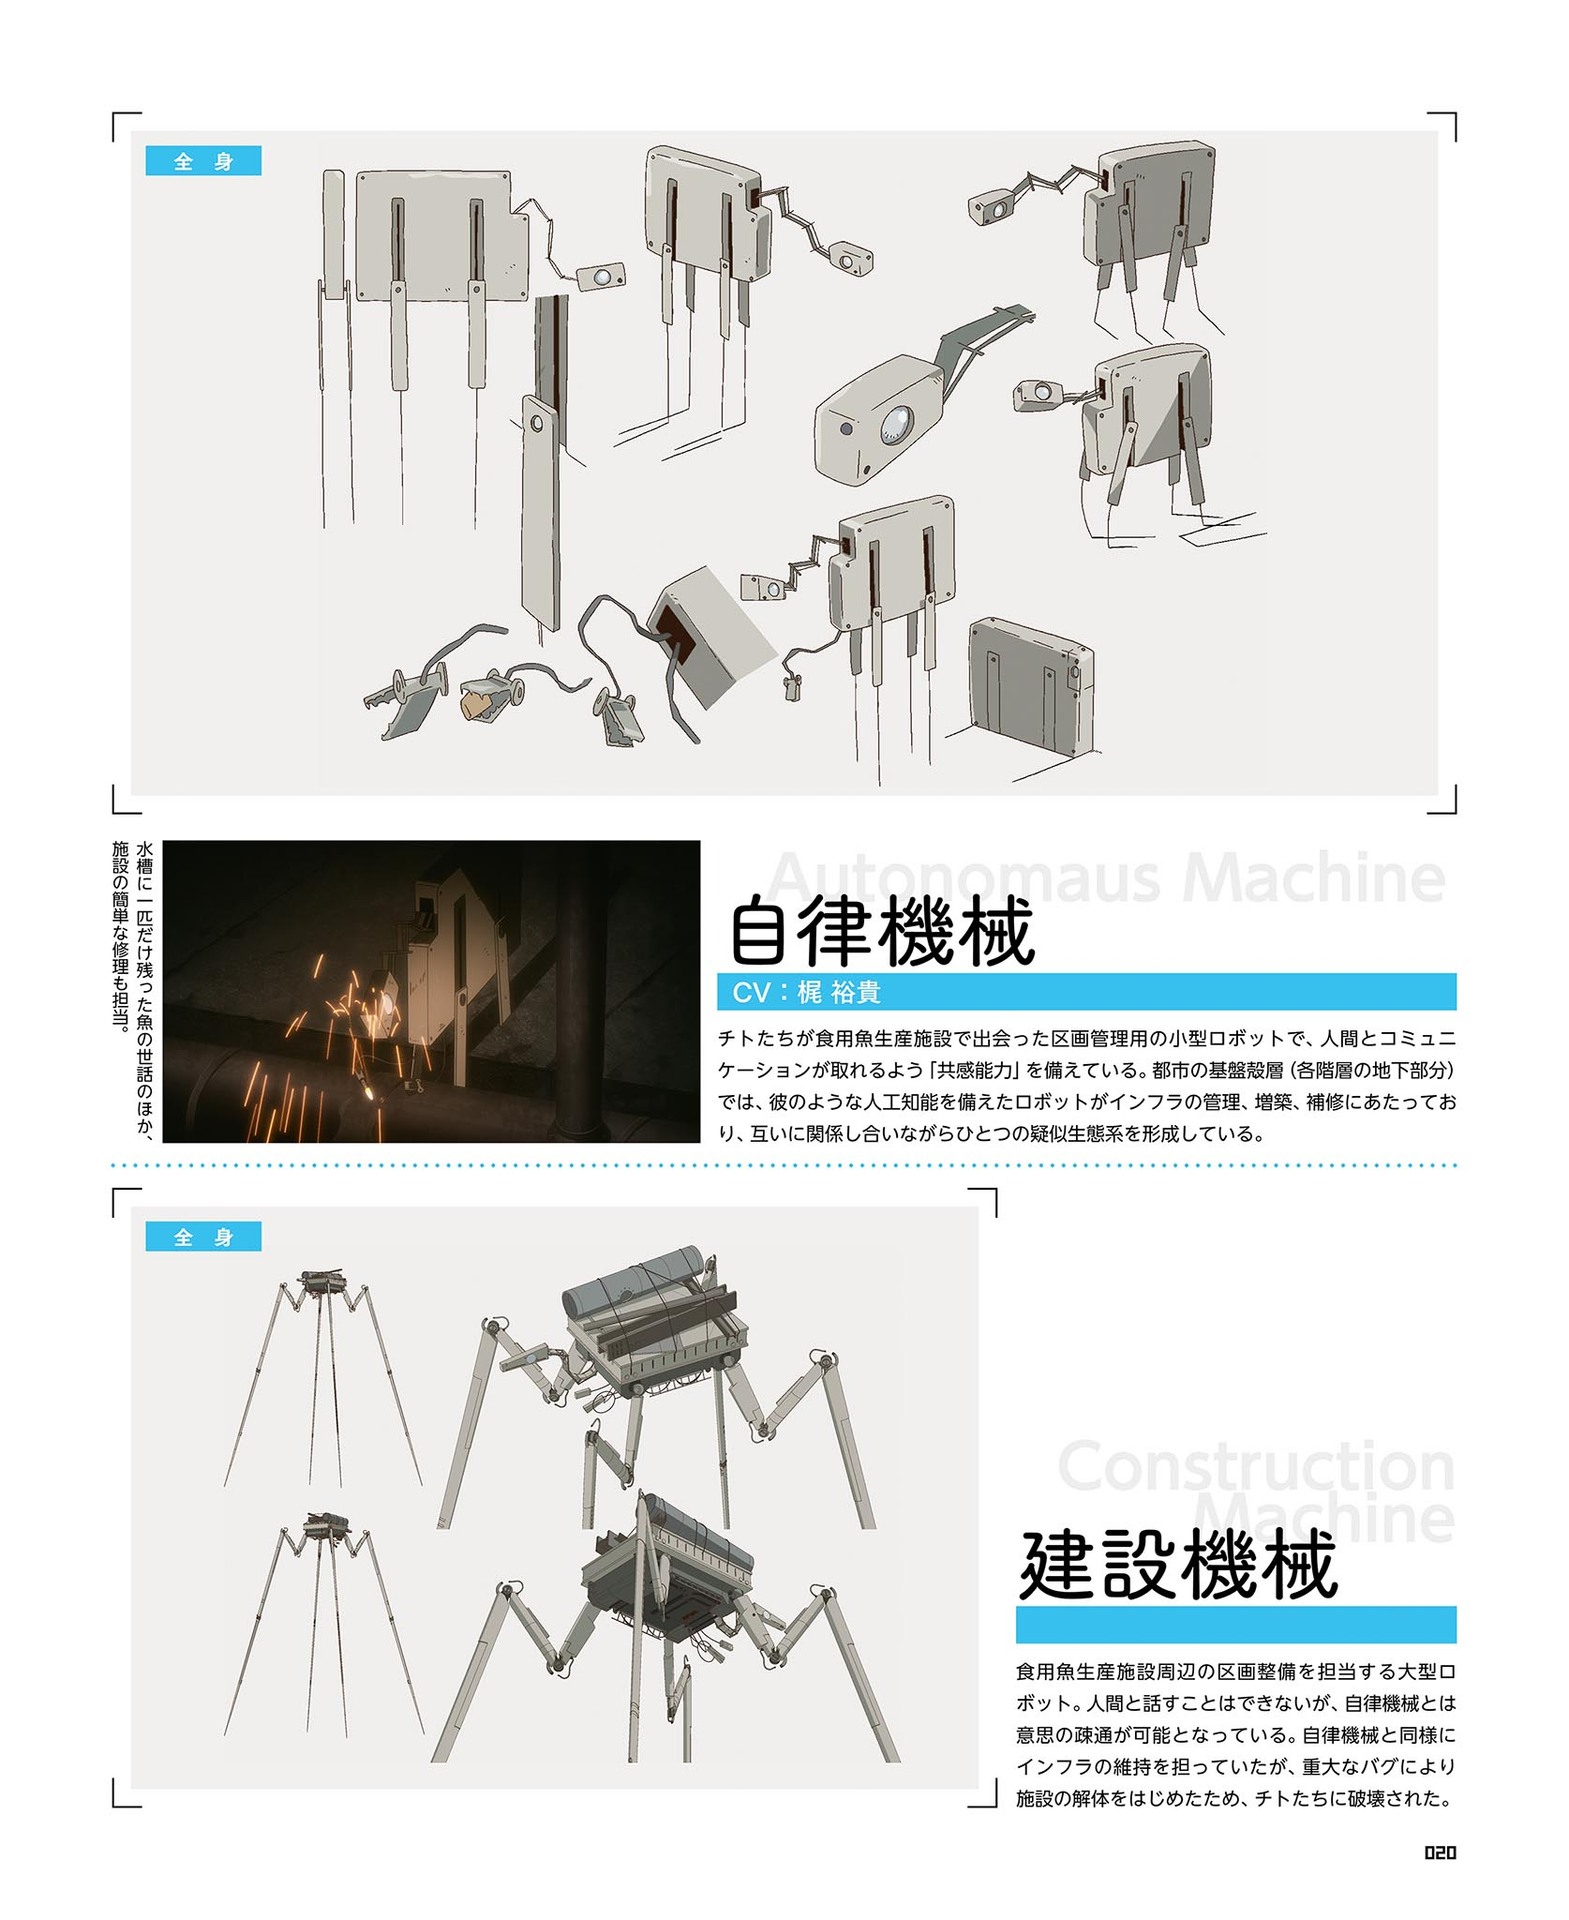 全 身
水槽に一匹だけ残った魚の世話のほか、
施設の簡単な修理も担当。
Autonomaus Machine
自律機械
CV：梶 裕貴
チトたちが食用魚生産施設で出会った区画管理用の小型ロボットで、人間とコミュニ
ケーションが取れるよう「共感能力」を備えている。都市の基盤殻層（各階層の地下部分）
では、彼のような人工知能を備えたロボットがインフラの管理、増築、補修にあたってお
り、互いに関係し合いながらひとつの疑似生態系を形成している。
全 身
Construction
Machine
建設機械
食用魚生産施設周辺の区画整備を担当する大型ロ
ボット。人間と話すことはできないが、自律機械とは
意思の疎通が可能となっている。自律機械と同様に
インフラの維持を担っていたが、重大なバグにより
施設の解体をはじめたため、チトたちに破壊された。
020